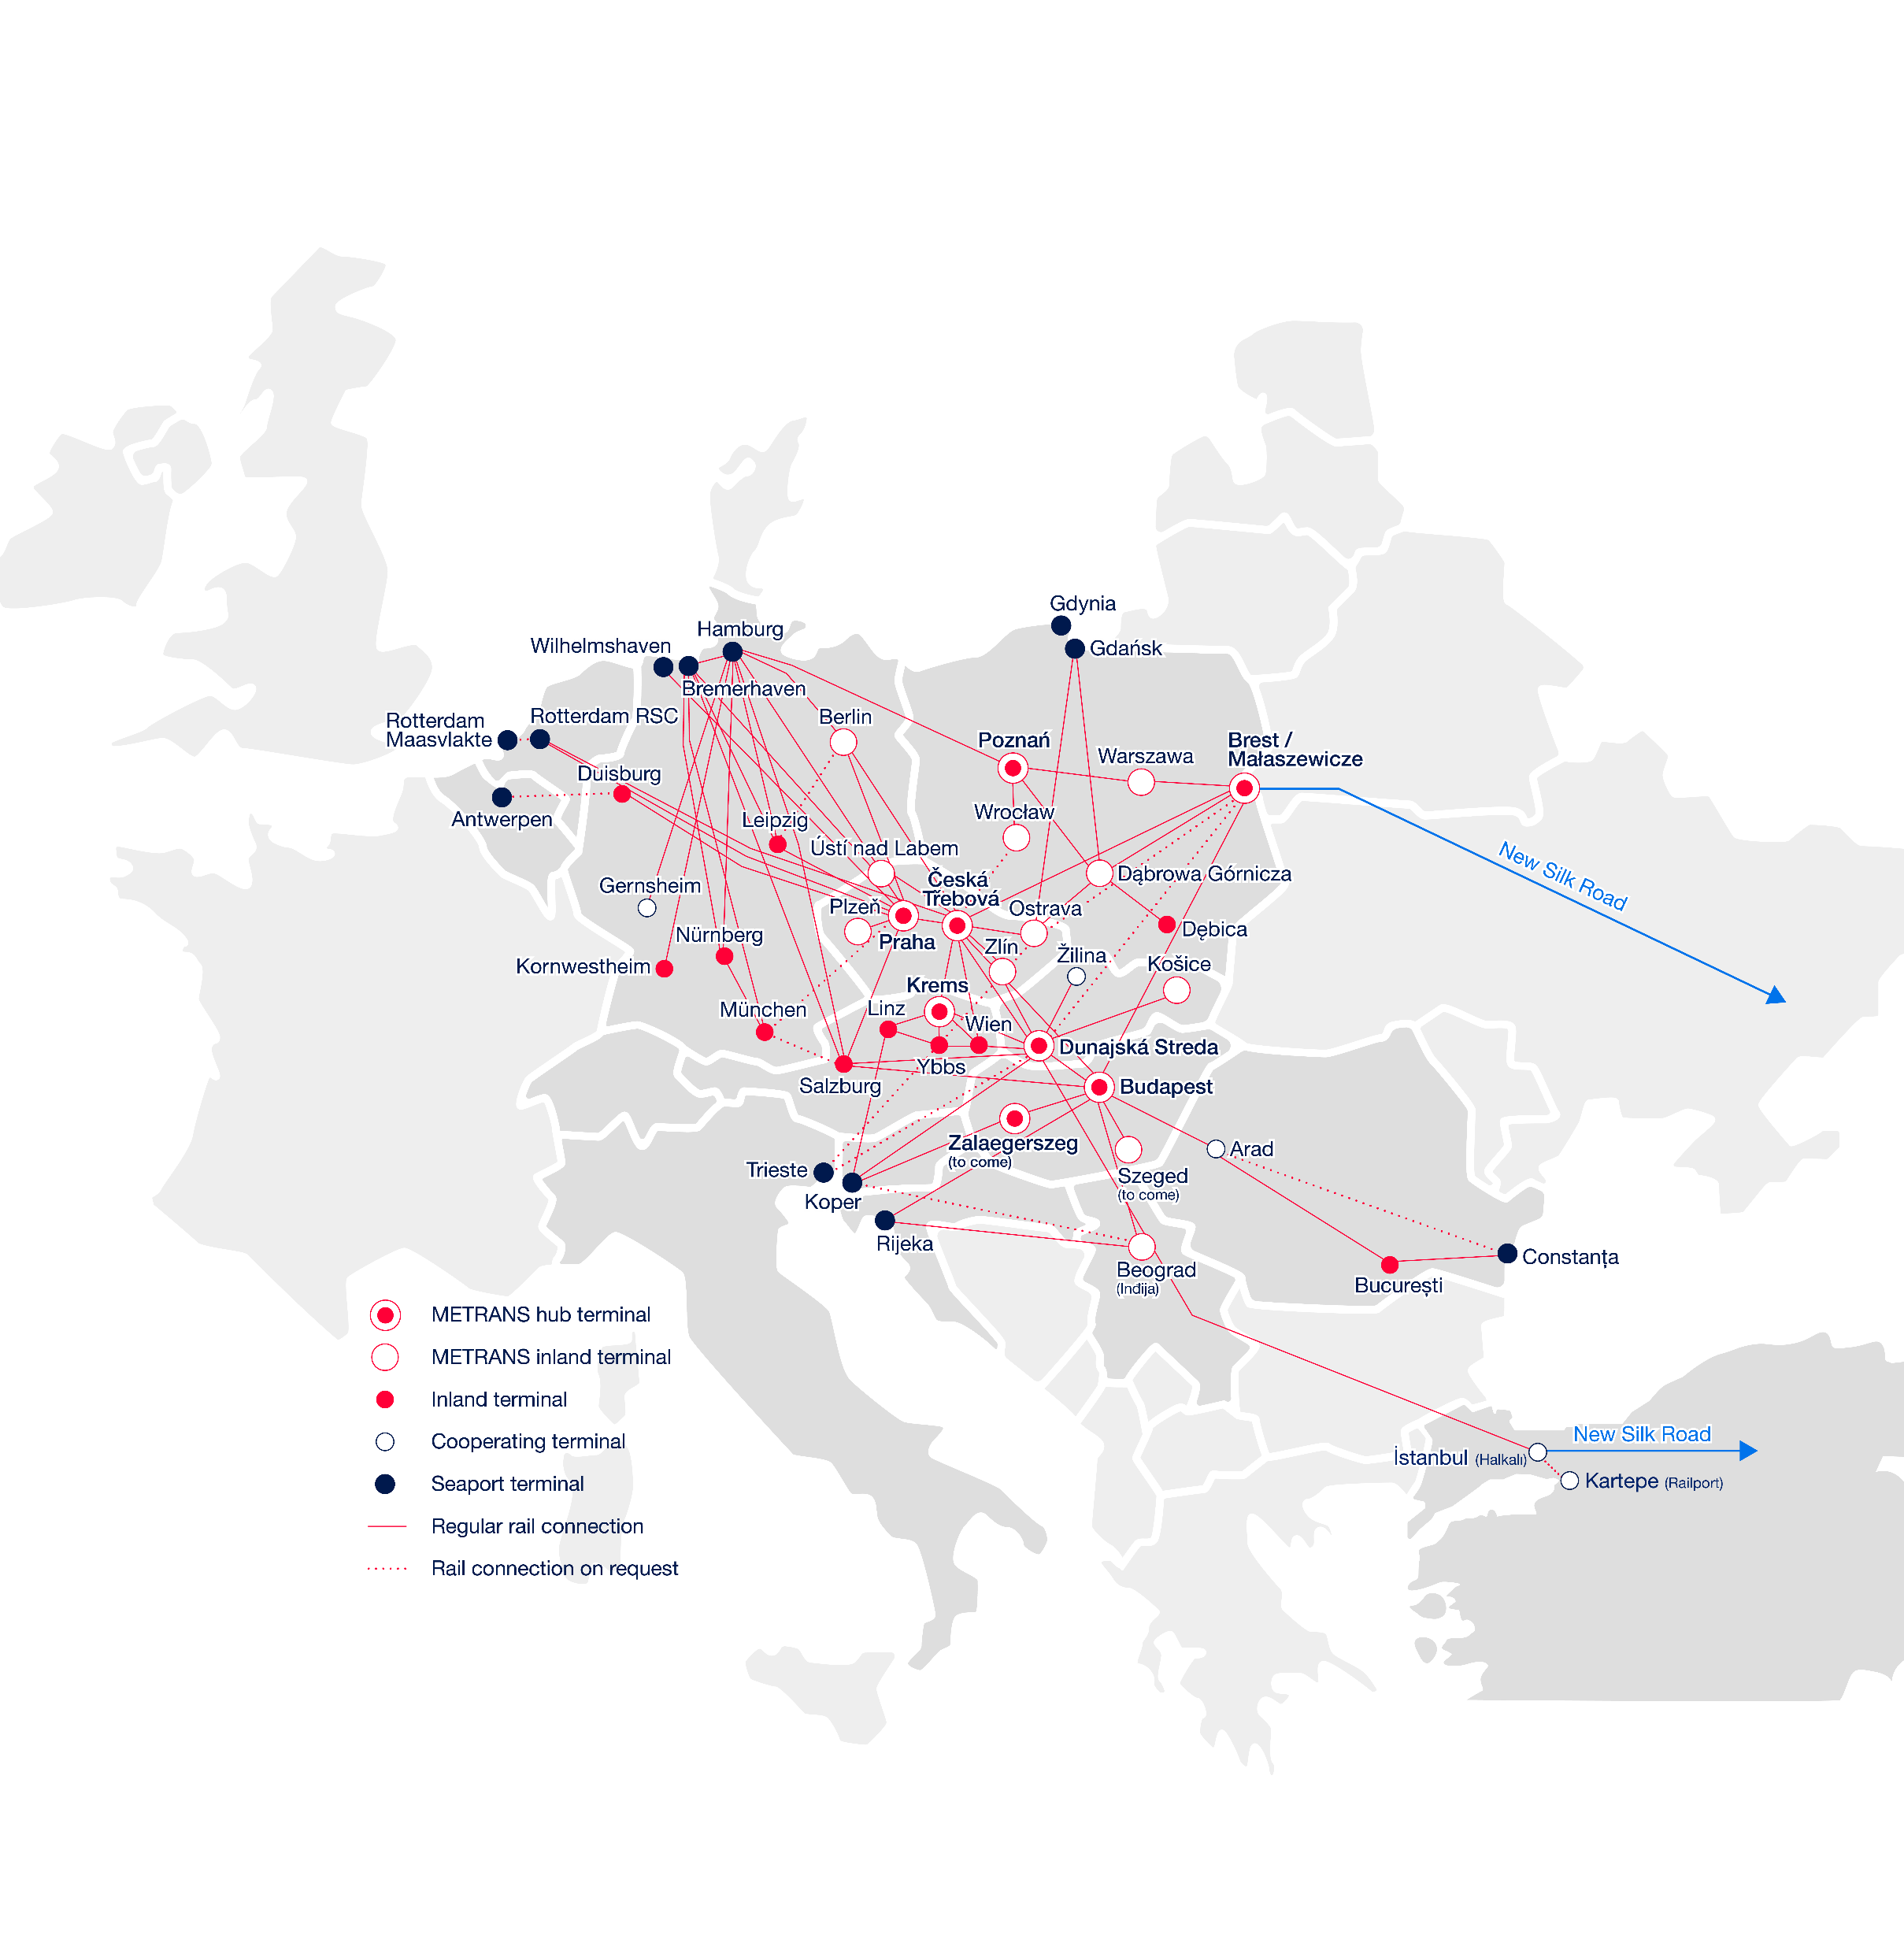 Gdynia
Hamburg
Gdańsk
Wilhelmshaven
Bremerhaven
Rotterdam
Maasvlakte
Rotterdam RSC
Berlin
Poznań
Warszawa
Brest /
Małaszewicze
Duisburg
Antwerpen
Leipzig
Wrocław
Ústí nad Labem
New Silk Road
Gernsheim
Česká
Třebová
Dąbrowa Górnicza
Plzeň
Ostrava
Nürnberg
Praha
Zlín
Žilina
Dębica
Kornwestheim
Košice
Krems
München
Linz
Wien
Dunajská Streda
Salzburg
Ybbs
Budapest
Zalaegerszeg
(to come)
Arad
Trieste
Koper
Szeged
(to come)
Rijeka
Beograd
(Inđija)
Constanța
București
METRANS hub terminal
METRANS inland terminal
Inland terminal
Cooperating terminal
Seaport terminal
Regular rail connection
Rail connection on request
New Silk Road
İstanbul (Halkalı)
Kartepe (Railport)